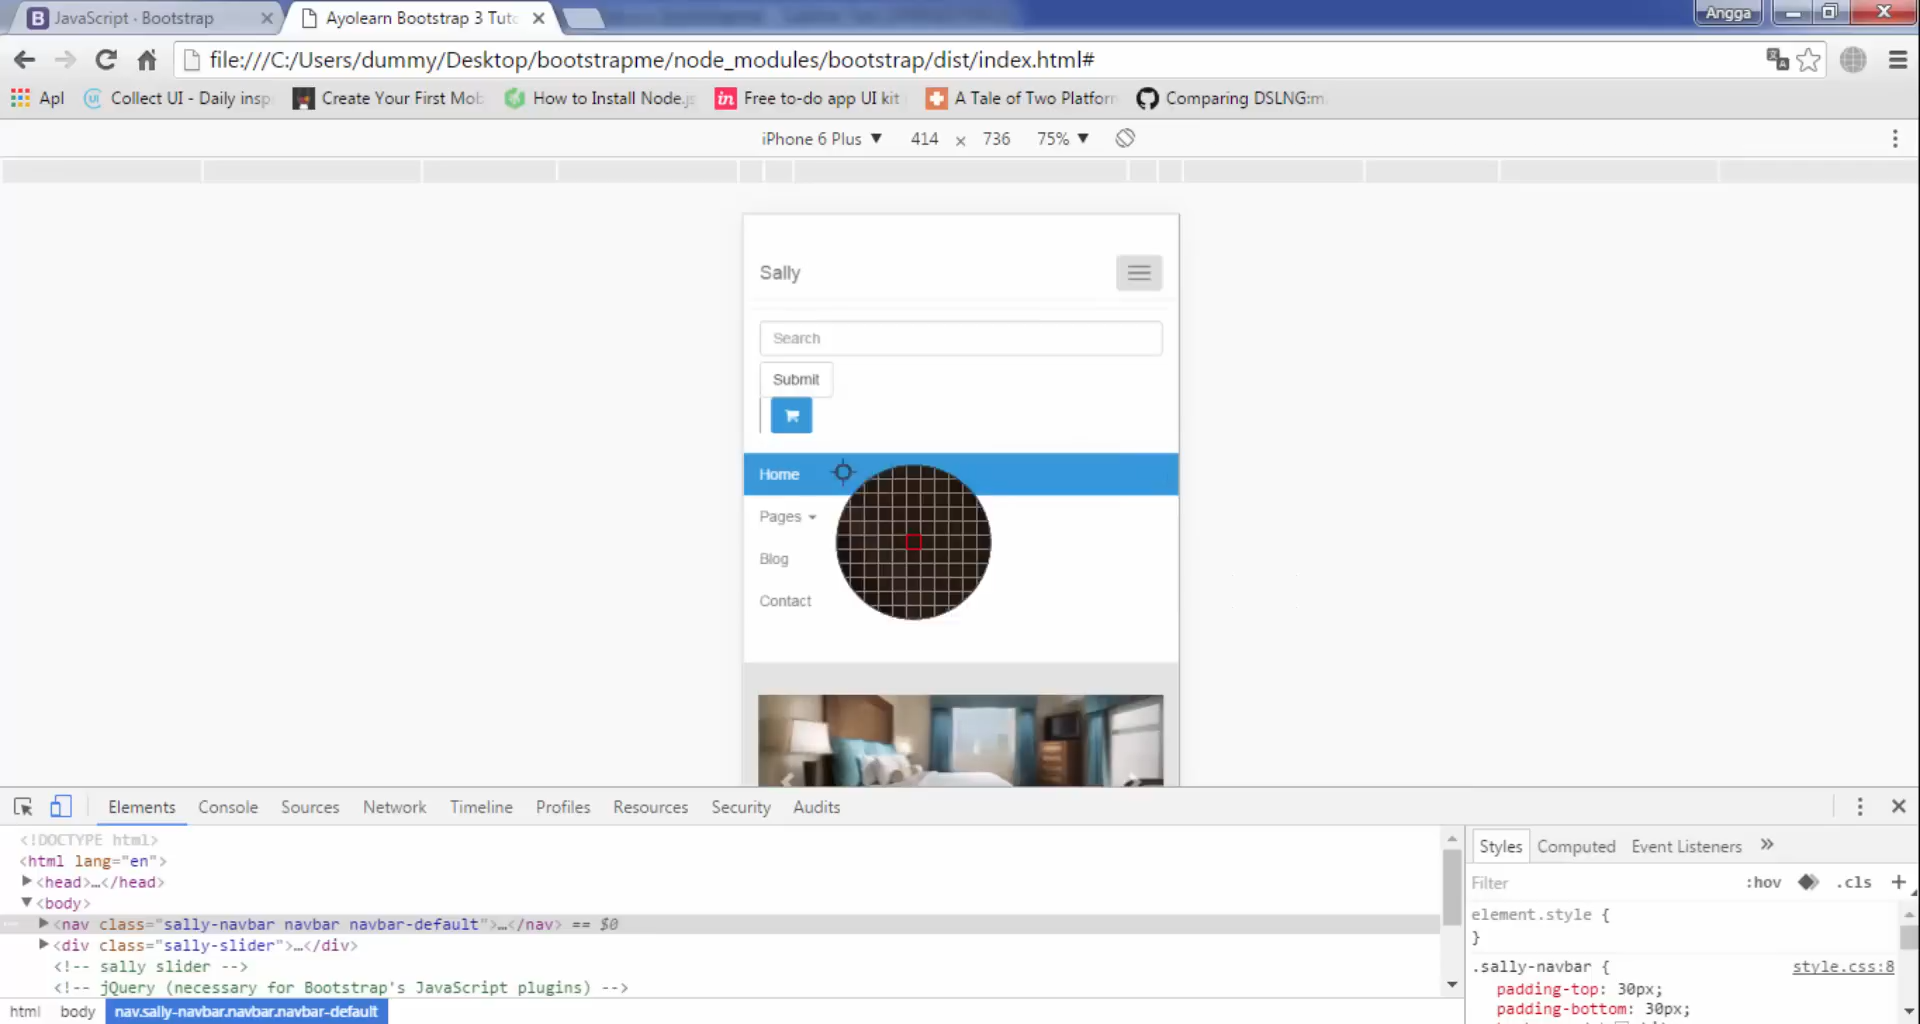 JavaScript · Bootstrap
Ayolearn Bootstrap 3 Tuto
Angga
file:///C:/Users/dummy/Desktop/bootstrapme/node_modules/bootstrap/dist/index.html#
Apl
Collect UI - Daily insp
Create Your First Mob
How to Install Node.js
Free to-do app UI kit
A Tale of Two Platform
Comparing DSLNG:m
iPhone 6 Plus ▼ 414 × 736 75% ▼
Sally
Search
Submit
Home
Pages
Blog
Contact
Elements Console Sources Network Timeline Profiles Resources Security Audits
<!DOCTYPE html>
<html lang="en">
<head>…</head>
<body>
<nav class="sally-navbar navbar navbar-default">…</nav> == $0
<div class="sally-slider">…</div>
<!-- sally slider -->
<!-- jQuery (necessary for Bootstrap's JavaScript plugins) -->
html body nav.sally-navbar.navbar.navbar-default
Styles Computed Event Listeners »
Filter :hov .cls +
element.style {
}
.sally-navbar { style.css:8
padding-top: 30px;
padding-bottom: 30px;